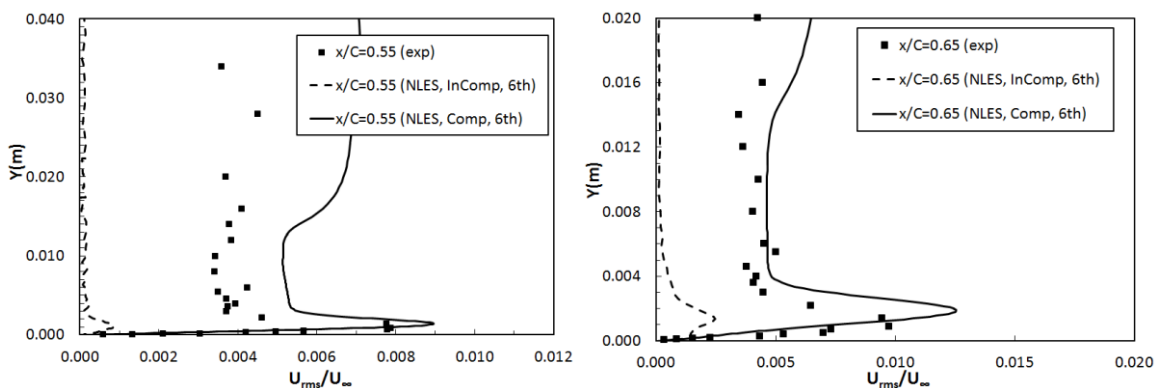 0.040
0.030
0.020
0.010
0.000
Y(m)
x/C=0.55 (exp)
x/C=0.55 (NLES, InComp, 6th)
x/C=0.55 (NLES, Comp, 6th)
0.000 0.002 0.004 0.006 0.008 0.010 0.012
Urms/U∞
0.020
0.016
0.012
0.008
0.004
0.000
Y(m)
x/C=0.65 (exp)
x/C=0.65 (NLES, InComp, 6th)
x/C=0.65 (NLES, Comp, 6th)
0.000 0.005 0.010 0.015 0.020
Urms/U∞